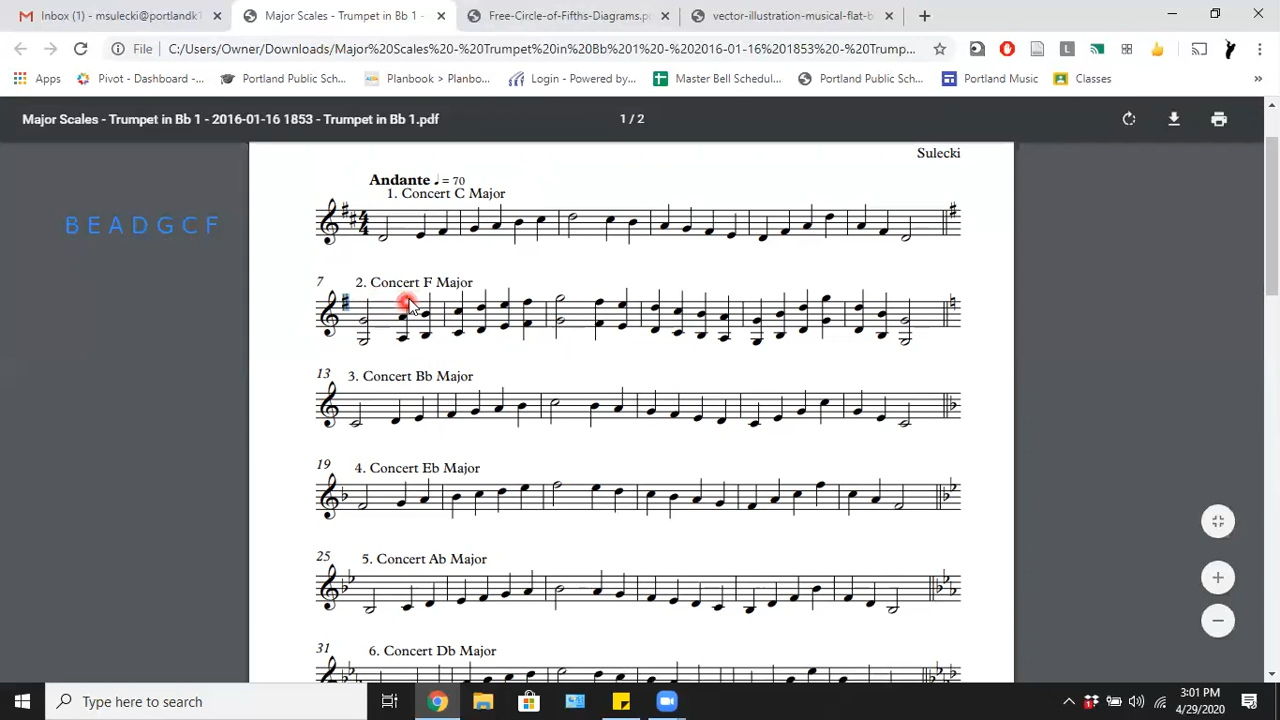 Inbox (1) - msulecki@portlandk1
Major Scales - Trumpet in Bb 1 -
Free-Circle-of-Fifths-Diagrams.p
vector-illustration-musical-flat-b
File
C:/Users/Owner/Downloads/Major%20Scales%20-%20Trumpet%20in%20Bb%201%20-%202016-01-16%201853%20-%20Trump...
Apps
Pivot - Dashboard -...
Portland Public Sch...
Planbook > Planbo...
Login - Powered by...
Master Bell Schedul...
Portland Public Sch...
Portland Music
Classes
»
Major Scales - Trumpet in Bb 1 - 2016-01-16 1853 - Trumpet in Bb 1.pdf
1 / 2
Sulecki
Andante ♩ = 70
1. Concert C Major
B E A D G C F
4
4
7
2. Concert F Major
13
3. Concert Bb Major
19
4. Concert Eb Major
25
5. Concert Ab Major
31
6. Concert Db Major
Type here to search
3:01 PM
4/29/2020